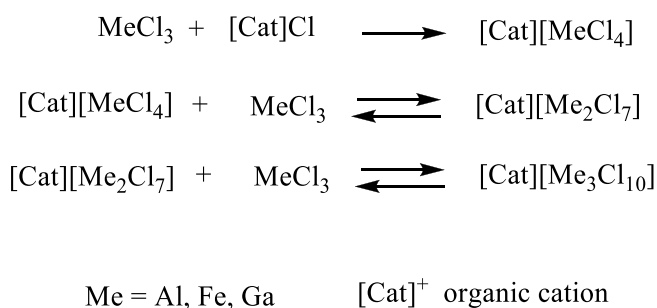 MeCl₃ + [Cat]Cl → [Cat][MeCl₄]
[Cat][MeCl₄] + MeCl₃ ⇌ [Cat][Me₂Cl₇]
[Cat][Me₂Cl₇] + MeCl₃ ⇌ [Cat][Me₃Cl₁₀]
Me = Al, Fe, Ga [Cat]⁺ organic cation